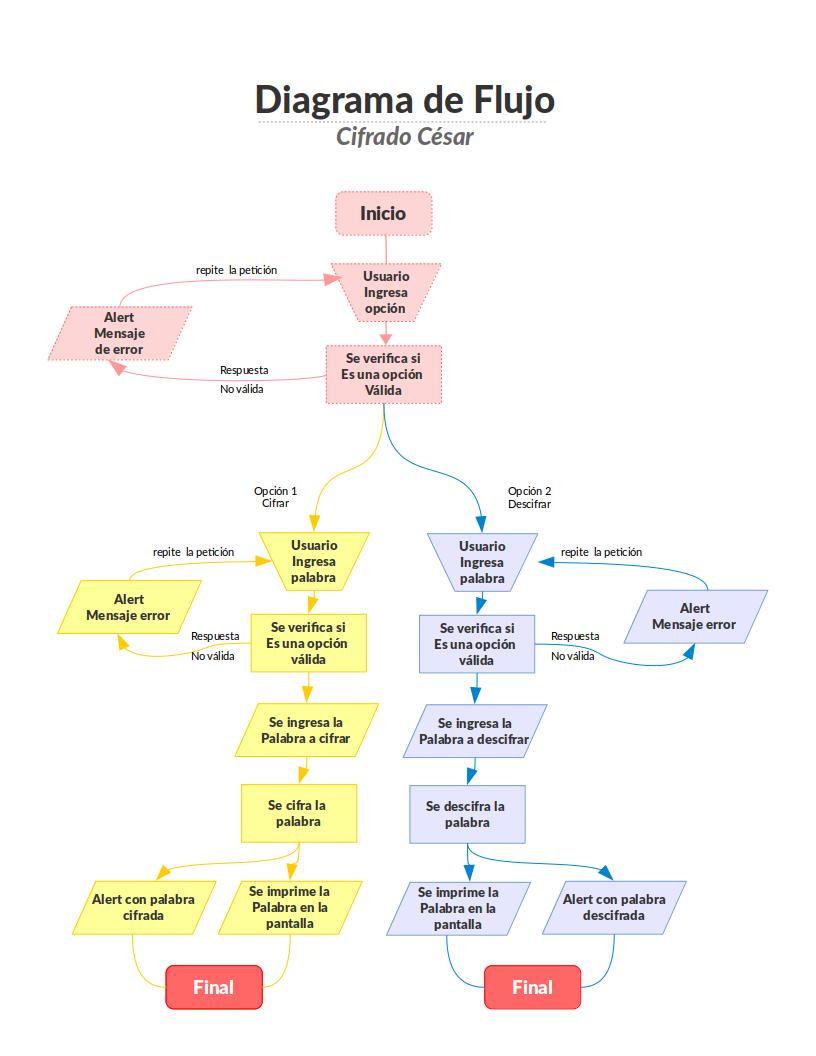 Diagrama de Flujo
Cifrado César
Inicio
repite la petición
Usuario
Ingresa
opción
Alert
Mensaje
de error
Se verifica si
Es una opción
Válida
Respuesta
No válida
Opción 1
Cifrar
Opción 2
Descifrar
repite la petición
Usuario
Ingresa
palabra
Usuario
Ingresa
palabra
repite la petición
Alert
Mensaje error
Respuesta
No válida
Se verifica si
Es una opción
válida
Se verifica si
Es una opción
válida
Respuesta
No válida
Alert
Mensaje error
Se ingresa la
Palabra a cifrar
Se ingresa la
Palabra a descifrar
Se cifra la
palabra
Se descifra la
palabra
Alert con palabra
cifrada
Se imprime la
Palabra en la
pantalla
Se imprime la
Palabra en la
pantalla
Alert con palabra
descifrada
Final
Final